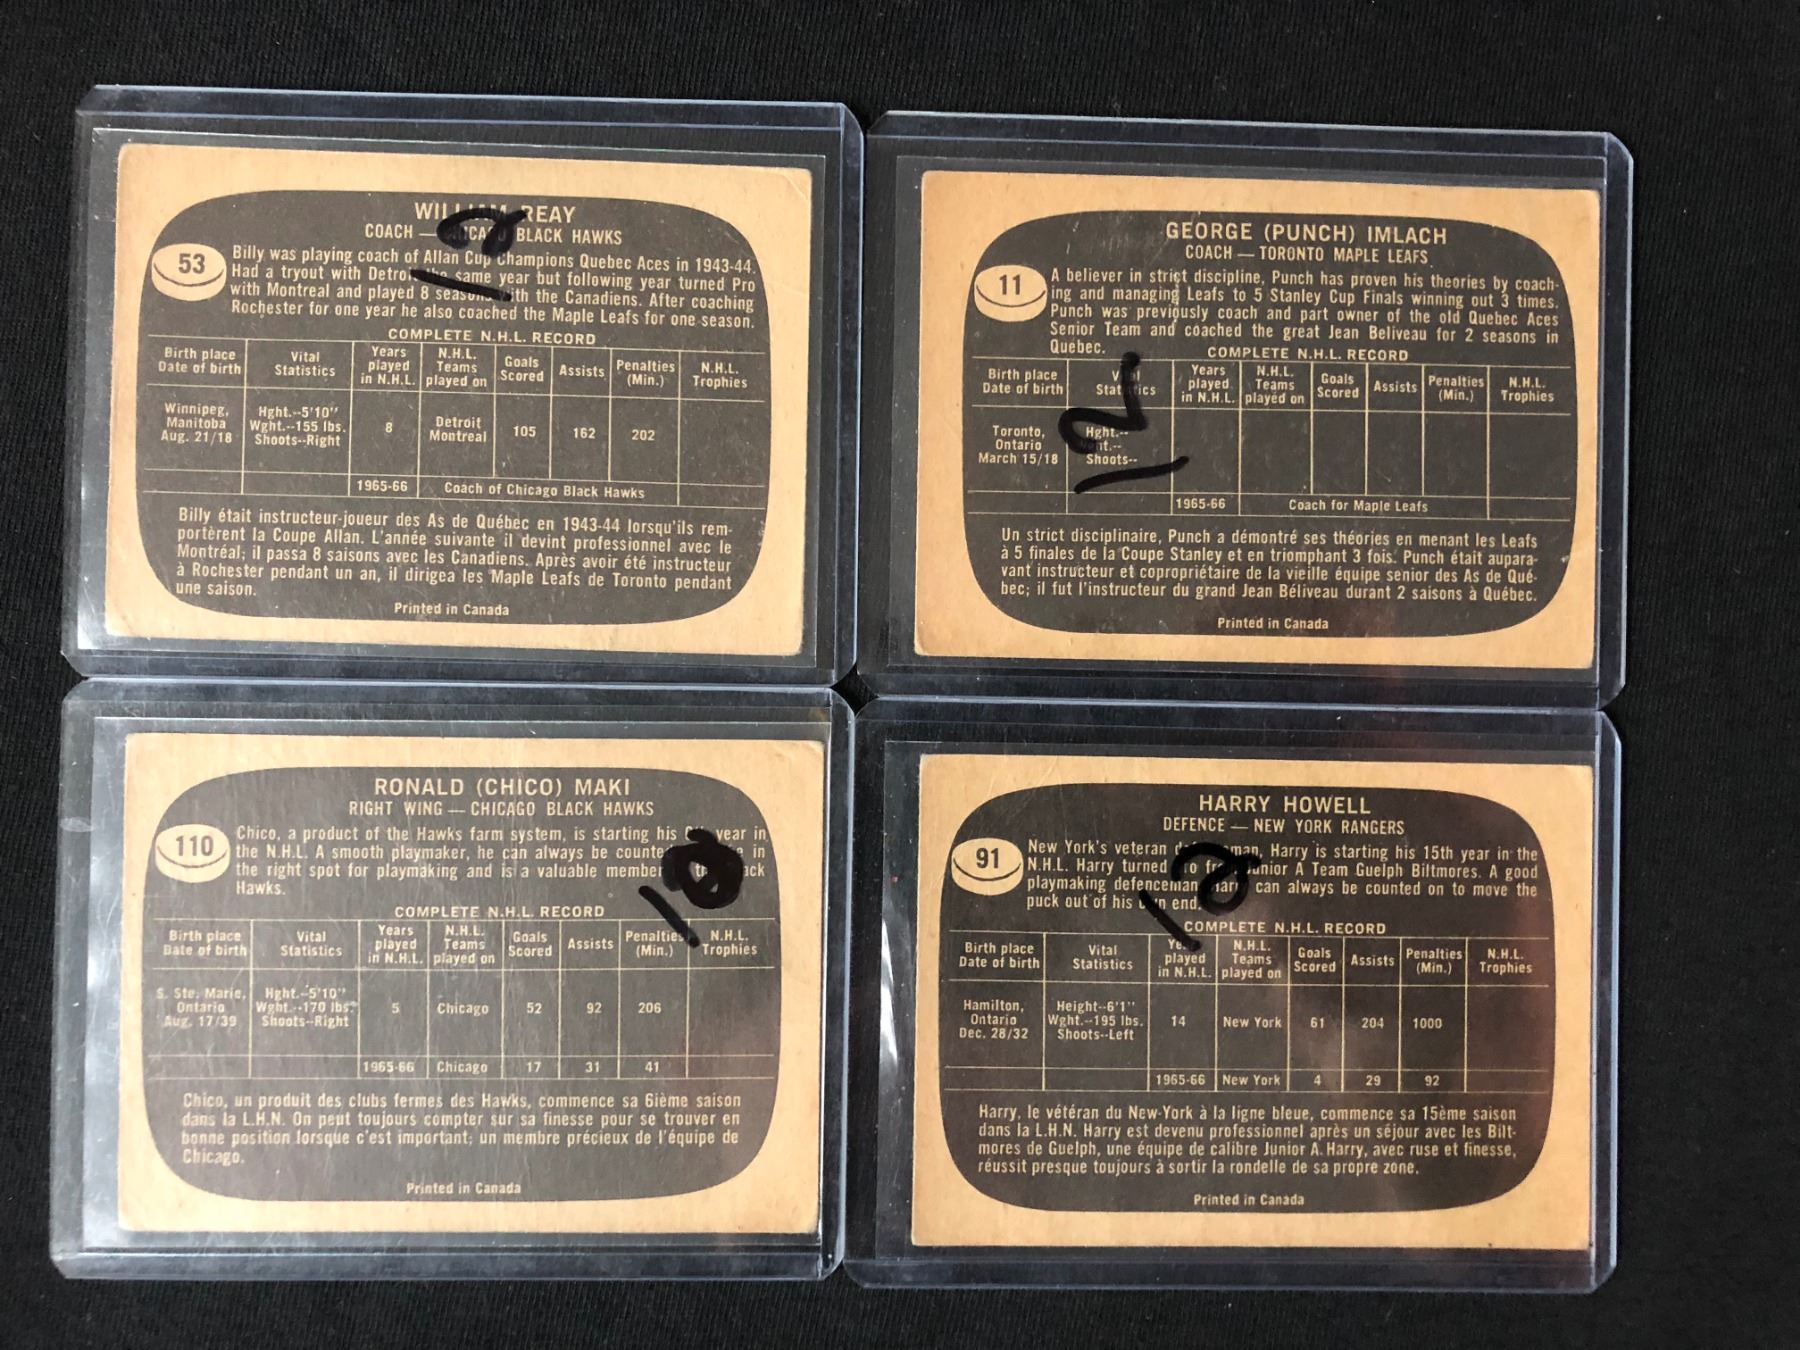 WILLIAM REAY
COACH — CHICAGO BLACK HAWKS
53
Billy was playing coach of Allan Cup Champions Quebec Aces in 1943-44.
Had a tryout with Detroit the same year but following year turned Pro
with Montreal and played 8 seasons with the Canadiens. After coaching
Rochester for one year he also coached the Maple Leafs for one season.
COMPLETE N.H.L. RECORD
Birth place Date of birth Vital Statistics Years played in N.H.L. N.H.L. Teams played on Goals Scored Assists Penalties (Min.) N.H.L. Trophies
Winnipeg, Manitoba Aug. 21/18 Hght.--5'10" Wght.--155 lbs. Shoots--Right 8 Detroit Montreal 105 162 202
1965-66 Coach of Chicago Black Hawks
Billy était instructeur-joueur des As de Québec en 1943-44 lorsqu'ils rem-
portèrent la Coupe Allan. L'année suivante il devint professionnel avec le
Montréal; il passa 8 saisons avec les Canadiens. Après avoir été instructeur
à Rochester pendant un an, il dirigea les Maple Leafs de Toronto pendant
une saison.
Printed in Canada
12
GEORGE (PUNCH) IMLACH
COACH — TORONTO MAPLE LEAFS
11
A believer in strict discipline, Punch has proven his theories by coach-
ing and managing Leafs to 5 Stanley Cup Finals winning out 3 times.
Punch was previously coach and part owner of the old Quebec Aces
Senior Team and coached the great Jean Beliveau for 2 seasons in
Quebec.
COMPLETE N.H.L. RECORD
Birth place Date of birth Vital Statistics Years played in N.H.L. N.H.L. Teams played on Goals Scored Assists Penalties (Min.) N.H.L. Trophies
Toronto, Ontario March 15/18 Hght.-- ht.-- Shoots--
1965-66 Coach for Maple Leafs
Un strict disciplinaire, Punch a démontré ses théories en menant les Leafs
à 5 finales de la Coupe Stanley et en triomphant 3 fois. Punch était aupara-
vant instructeur et copropriétaire de la vieille équipe senior des As de Qué-
bec; il fut l'instructeur du grand Jean Béliveau durant 2 saisons à Québec.
Printed in Canada
12
RONALD (CHICO) MAKI
RIGHT WING — CHICAGO BLACK HAWKS
110
Chico, a product of the Hawks farm system, is starting his year in
the N.H.L. A smooth playmaker, he can always be counte in
the right spot for playmaking and is a valuable member
Hawks.
COMPLETE N.H.L. RECORD
Birth place Date of birth Vital Statistics Years played in N.H.L. N.H.L. Teams played on Goals Scored Assists Penalties (Min.) N.H.L. Trophies
S. Ste. Marie, Ontario Aug. 17/39 Hght.--5'10" Wght.--170 lbs. Shoots--Right 5 Chicago 52 92 206
1965-66 Chicago 17 31 41
Chico, un produit des clubs fermes des Hawks, commence sa 6ième saison
dans la L.H.N. On peut toujours compter sur sa finesse pour se trouver en
bonne position lorsque c'est important; un membre précieux de l'équipe de
Chicago.
Printed in Canada
HARRY HOWELL
DEFENCE — NEW YORK RANGERS
91
New York's veteran Harry is starting his 15th year in the
N.H.L. Harry turned pro from Junior A Team Guelph Biltmores. A good
playmaking defenceman Harry can always be counted on to move the
puck out of his own end.
COMPLETE N.H.L. RECORD
Birth place Date of birth Vital Statistics Years played in N.H.L. N.H.L. Teams played on Goals Scored Assists Penalties (Min.) N.H.L. Trophies
Hamilton, Ontario Dec. 28/32 Height--6'1" Wght.--195 lbs. Shoots--Left 14 New York 61 204 1000
1965-66 New York 4 29 92
Harry, le vétéran du New-York à la ligne bleue, commence sa 15ème saison
dans la L.H.N. Harry est devenu professionnel après un séjour avec les Bilt-
mores de Guelph, une équipe de calibre Junior A. Harry, avec ruse et finesse,
réussit presque toujours à sortir la rondelle de sa propre zone.
Printed in Canada
12